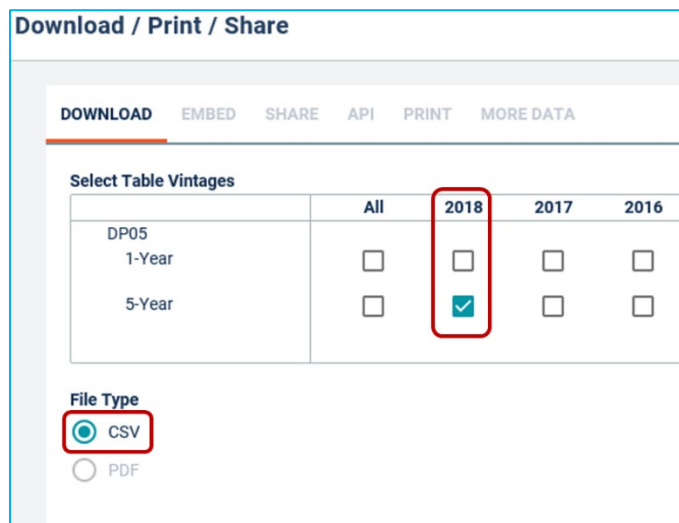 Download / Print / Share
DOWNLOAD EMBED SHARE API PRINT MORE DATA
Select Table Vintages
All 2018 2017 2016
DP05
1-Year
5-Year
File Type
CSV
PDF